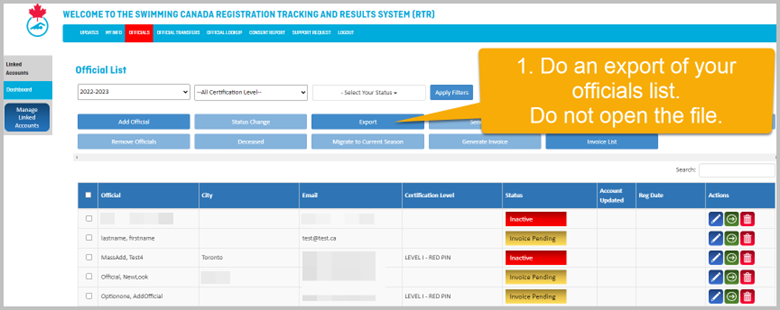 WELCOME TO THE SWIMMING CANADA REGISTRATION TRACKING AND RESULTS SYSTEM (RTR)
UPDATES MY INFO OFFICIALS OFFICIAL TRANSFERS OFFICIAL LOOKUP CONSENT REPORT SUPPORT REQUEST LOGOUT
Linked
Accounts
Dashboard
Manage
Linked
Accounts
Official List
2022-2023 --All Certification Level-- - Select Your Status - Apply Filters
1. Do an export of your
officials list.
Do not open the file.
Add Official Status Change Export
Remove Officials Deceased Migrate to Current Season Generate Invoice Invoice List
Search:
Official City Email Certification Level Status Account Updated Reg Date Actions
Inactive
lastname, firstname test@test.ca Invoice Pending
MassAdd, Test4 Toronto LEVEL I - RED PIN Inactive
Official, NewLook Invoice Pending
Optionone, AddOfficial LEVEL I - RED PIN Invoice Pending